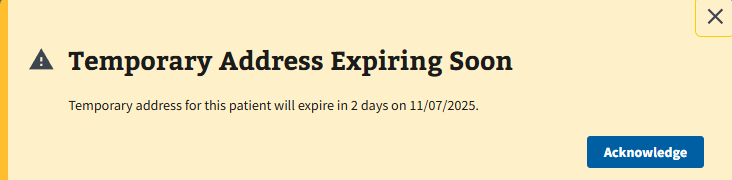 Temporary Address Expiring Soon
Temporary address for this patient will expire in 2 days on 11/07/2025.
Acknowledge